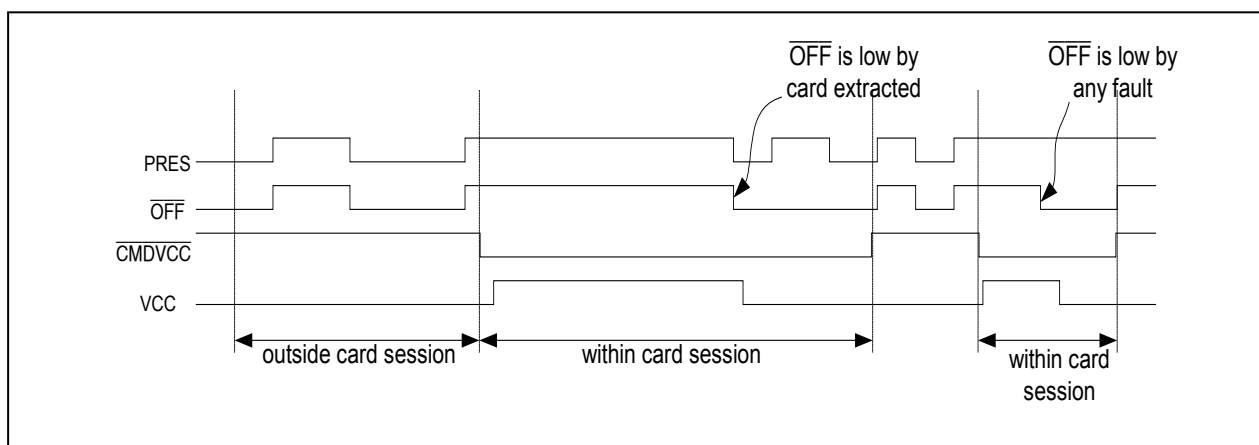 OFF is low by
card extracted
OFF is low by
any fault
PRES
OFF
CMDVCC
VCC
outside card session
within card session
within card
session